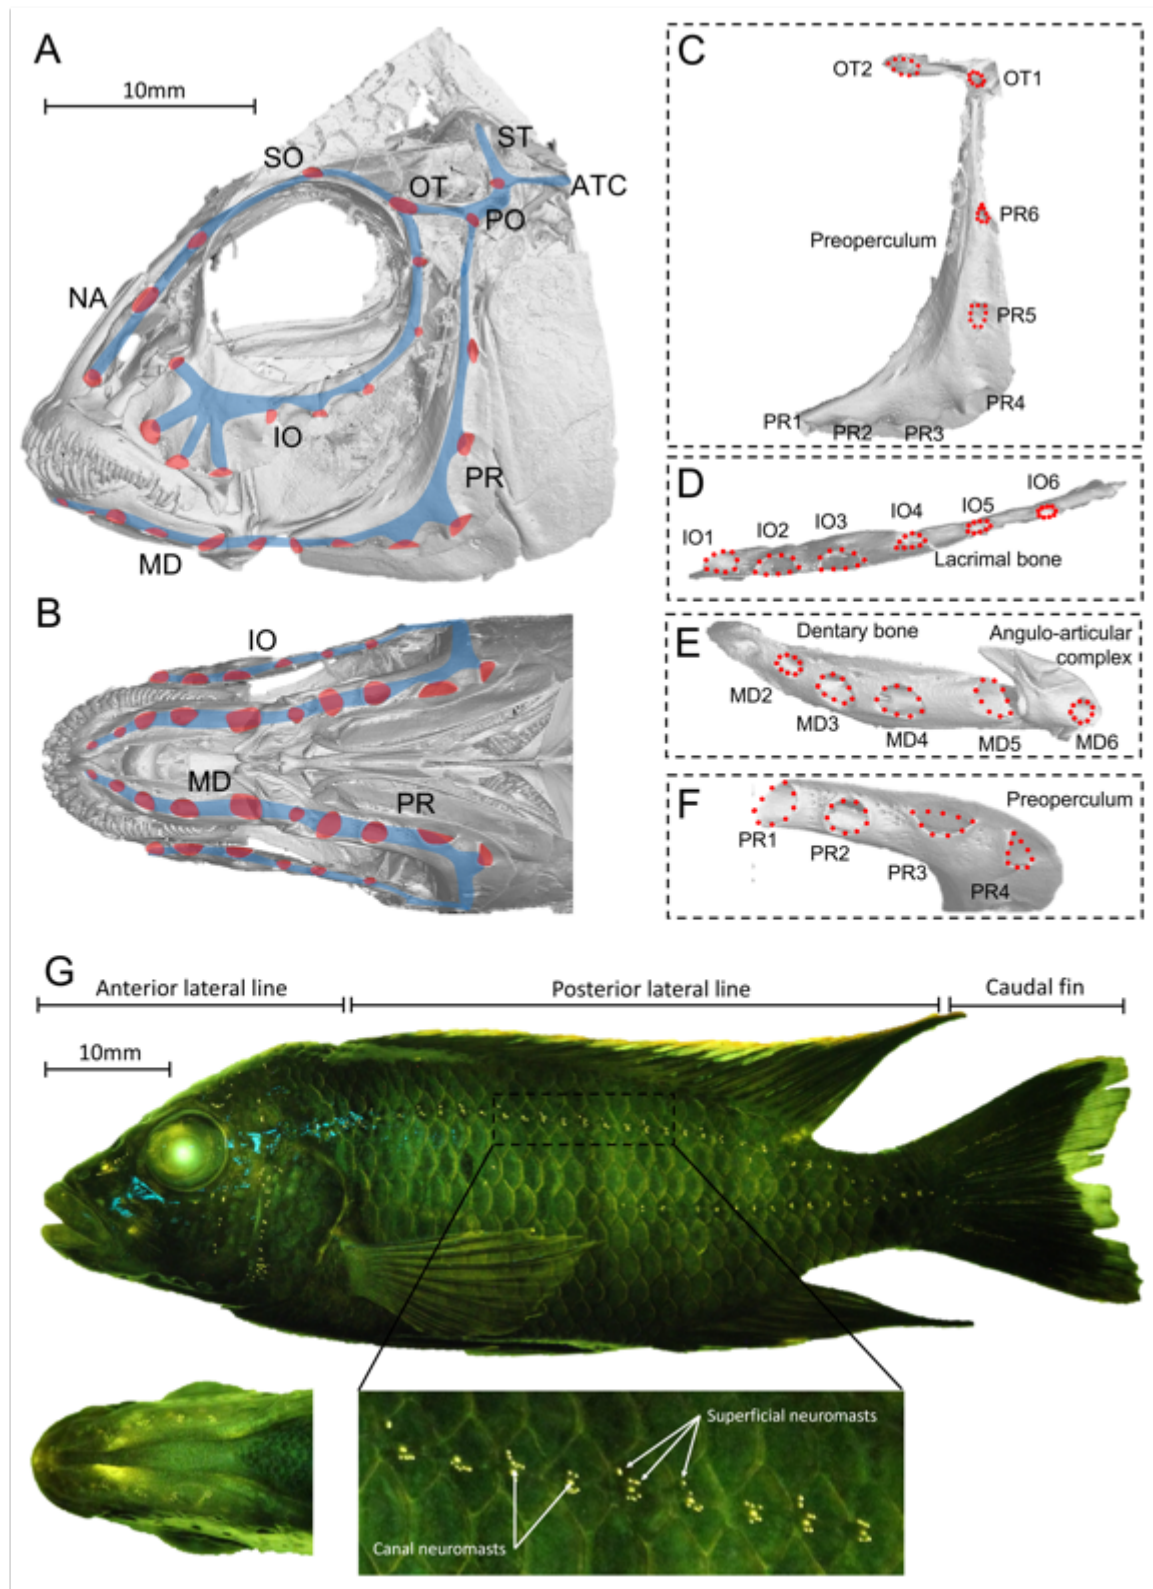 A
10mm
ST
SO
ATC
OT
PO
NA
IO
PR
MD
B
IO
MD
PR
C
OT2
OT1
PR6
Preoperculum
PR5
PR4
PR1
PR2
PR3
D
IO6
IO5
IO4
IO3
IO2
IO1
Lacrimal bone
E
Dentary bone
Angulo-articular
complex
MD2
MD3
MD4
MD5
MD6
F
Preoperculum
PR1
PR2
PR3
PR4
G
Anterior lateral line
Posterior lateral line
Caudal fin
10mm
Superficial neuromasts
Canal neuromasts